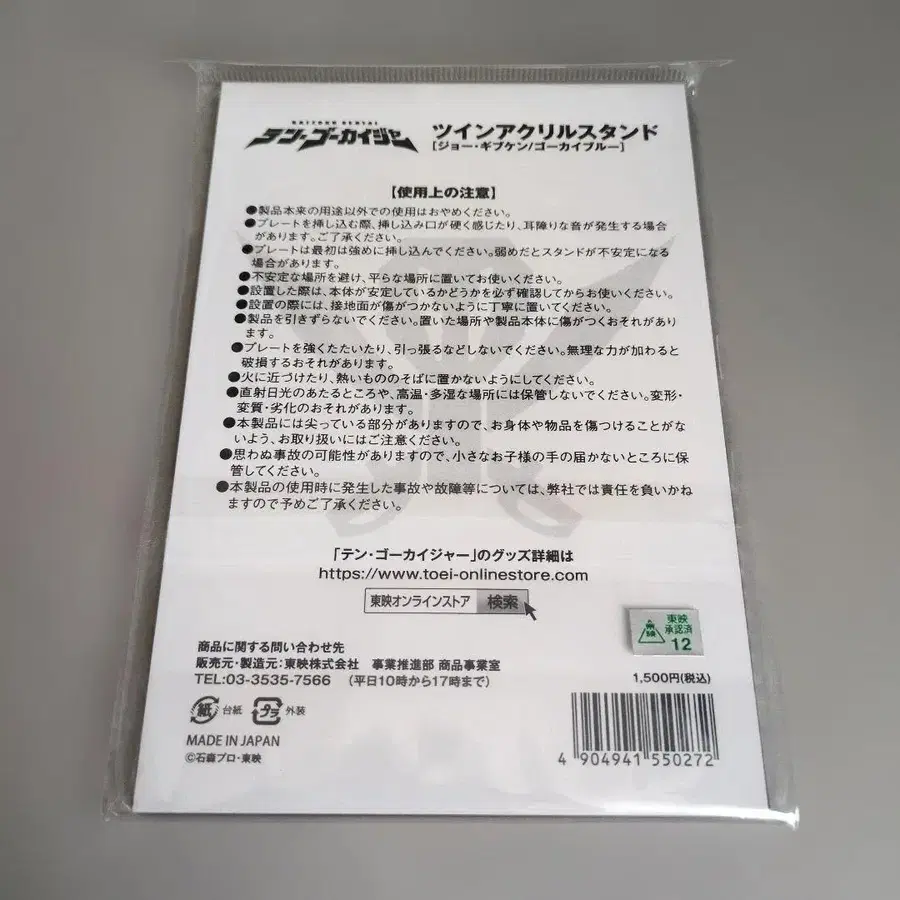 KAIZOKU SENTAI
テン・ゴーカイジャー
ツインアクリルスタンド
[ジョー・ギブケン/ゴーカイブルー]
【使用上の注意】
●製品本来の用途以外での使用はおやめください。
●プレートを挿し込む際、挿し込み口が硬く感じたり、耳障りな音が発生する場合
があります。ご了承ください。
●プレートは最初は強めに挿し込んでください。弱めだとスタンドが不安定になる
場合があります。
●不安定な場所を避け、平らな場所に置いてお使いください。
●設置した際は、本体が安定しているかどうかを必ず確認してからお使いください。
●設置の際には、接地面が傷がつかないように丁寧に置いてください。
●製品を引きずらないでください。置いた場所や製品本体に傷がつくおそれがあり
ます。
●プレートを強くたたいたり、引っ張るなどしないでください。無理な力が加わると
破損するおそれがあります。
●火に近づけたり、熱いもののそばに置かないようにしてください。
●直射日光のあたるところや、高温・多湿な場所には保管しないでください。変形・
変質・劣化のおそれがあります。
●本製品には尖っている部分がありますので、お身体や物品を傷つけることがな
いよう、お取り扱いにはご注意ください。
●思わぬ事故の可能性がありますので、小さなお子様の手の届かないところに保
管してください。
●本製品の使用時に発生した事故や故障等については、弊社では責任を負いかね
ますので予めご了承ください。
「テン・ゴーカイジャー」のグッズ詳細は
https://www.toei-onlinestore.com
東映オンラインストア 検索
東映
承認済
12
商品に関する問い合わせ先
販売元・製造元:東映株式会社 事業推進部 商品事業室
TEL:03-3535-7566 (平日10時から17時まで)
1,500円(税込)
紙 台紙 プラ 外装
MADE IN JAPAN
©石森プロ・東映
4 904941 550272